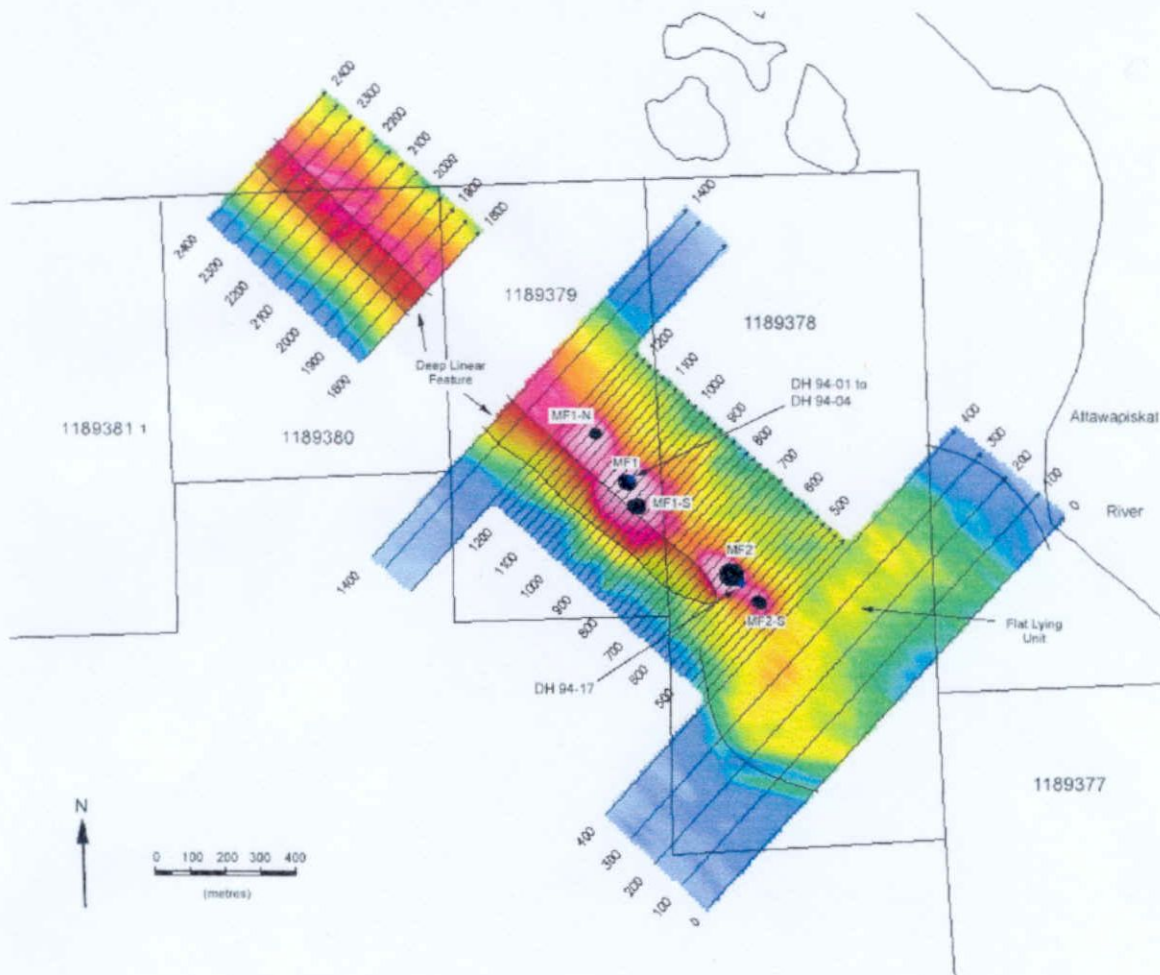 2400
2300
2200
2100
2000
1900
1800
1400
1189379
1189378
2400
2300
2200
2100
2000
1900
1800
Deep Linear
Feature
1200
1100
1000
900
800
700
600
500
DH 94-01 to
DH 94-04
1189381 1
1189380
MF1-N
MF1
MF1-S
MF2
MF2-S
400
300
200
100
0
Attawapiskat
River
1400
1200
1100
1000
900
800
700
600
500
Flat Lying
Unit
DH 94-17
1189377
400
300
200
100
0
N
0 100 200 300 400
(metres)